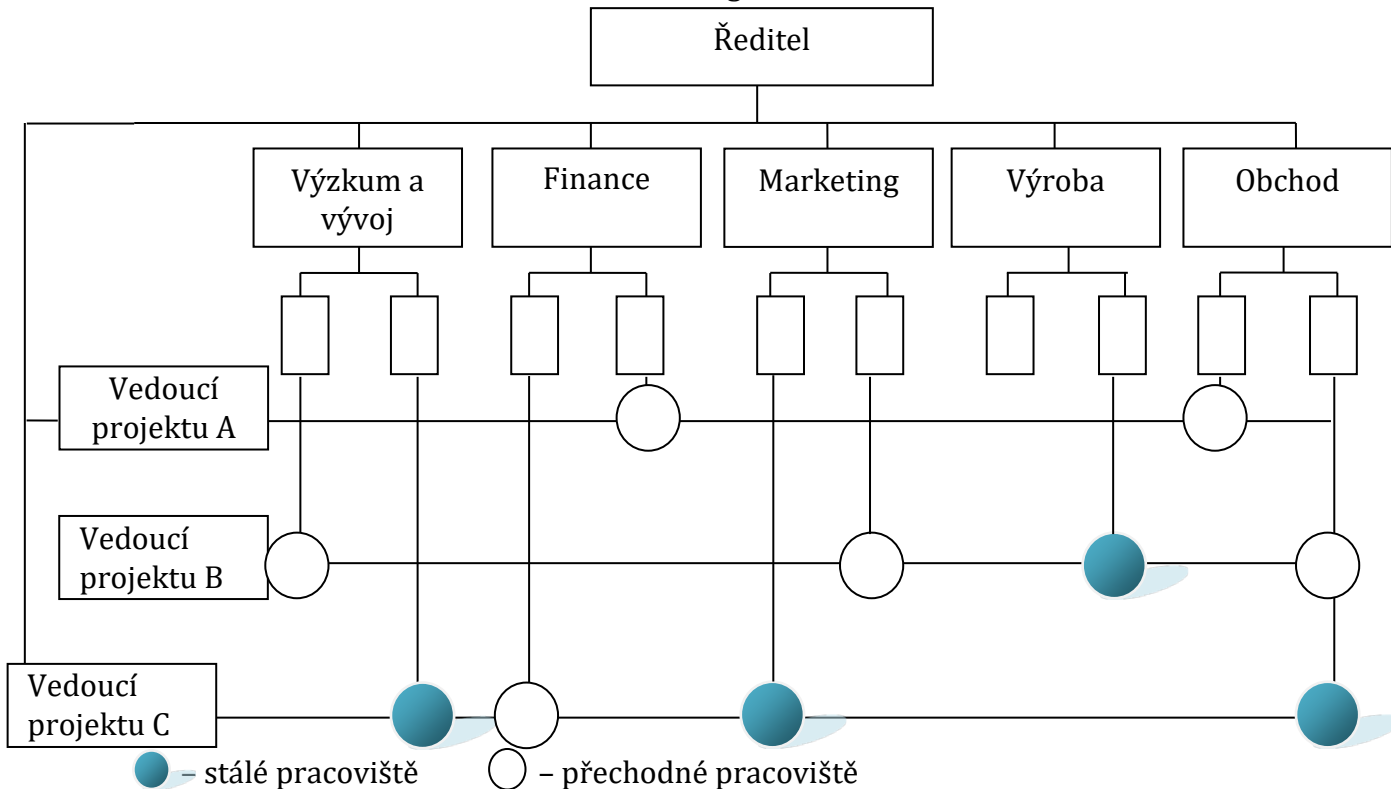 Ředitel
Výzkum a
vývoj
Finance
Marketing
Výroba
Obchod
Vedoucí
projektu A
Vedoucí
projektu B
Vedoucí
projektu C
– stálé pracoviště
– přechodné pracoviště